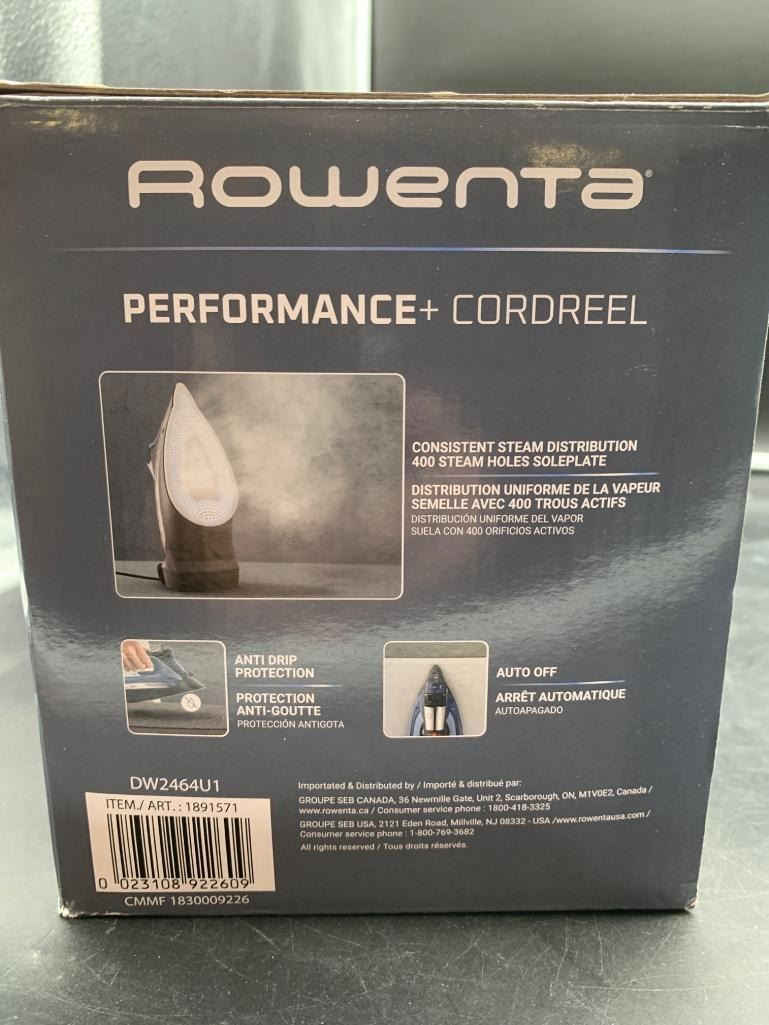 Rowenta®
PERFORMANCE+ CORDREEL
CONSISTENT STEAM DISTRIBUTION
400 STEAM HOLES SOLEPLATE
DISTRIBUTION UNIFORME DE LA VAPEUR
SEMELLE AVEC 400 TROUS ACTIFS
DISTRIBUCIÓN UNIFORME DEL VAPOR
SUELA CON 400 ORIFICIOS ACTIVOS
ANTI DRIP
PROTECTION
PROTECTION
ANTI-GOUTTE
PROTECCIÓN ANTIGOTA
AUTO OFF
ARRÊT AUTOMATIQUE
AUTOAPAGADO
DW2464U1
ITEM./ ART. : 1891571
0 023108 922609
CMMF 1830009226
Imported & Distributed by / Importé & distribué par:
GROUPE SEB CANADA, 36 Newmille Gate, Unit 2, Scarborough, ON, M1V0E2, Canada /
www.rowenta.ca / Consumer service phone : 1800-418-3325
GROUPE SEB USA, 2121 Eden Road, Millville, NJ 08332 - USA /www.rowentausa.com /
Consumer service phone : 1-800-769-3682
All rights reserved / Tous droits réservés.